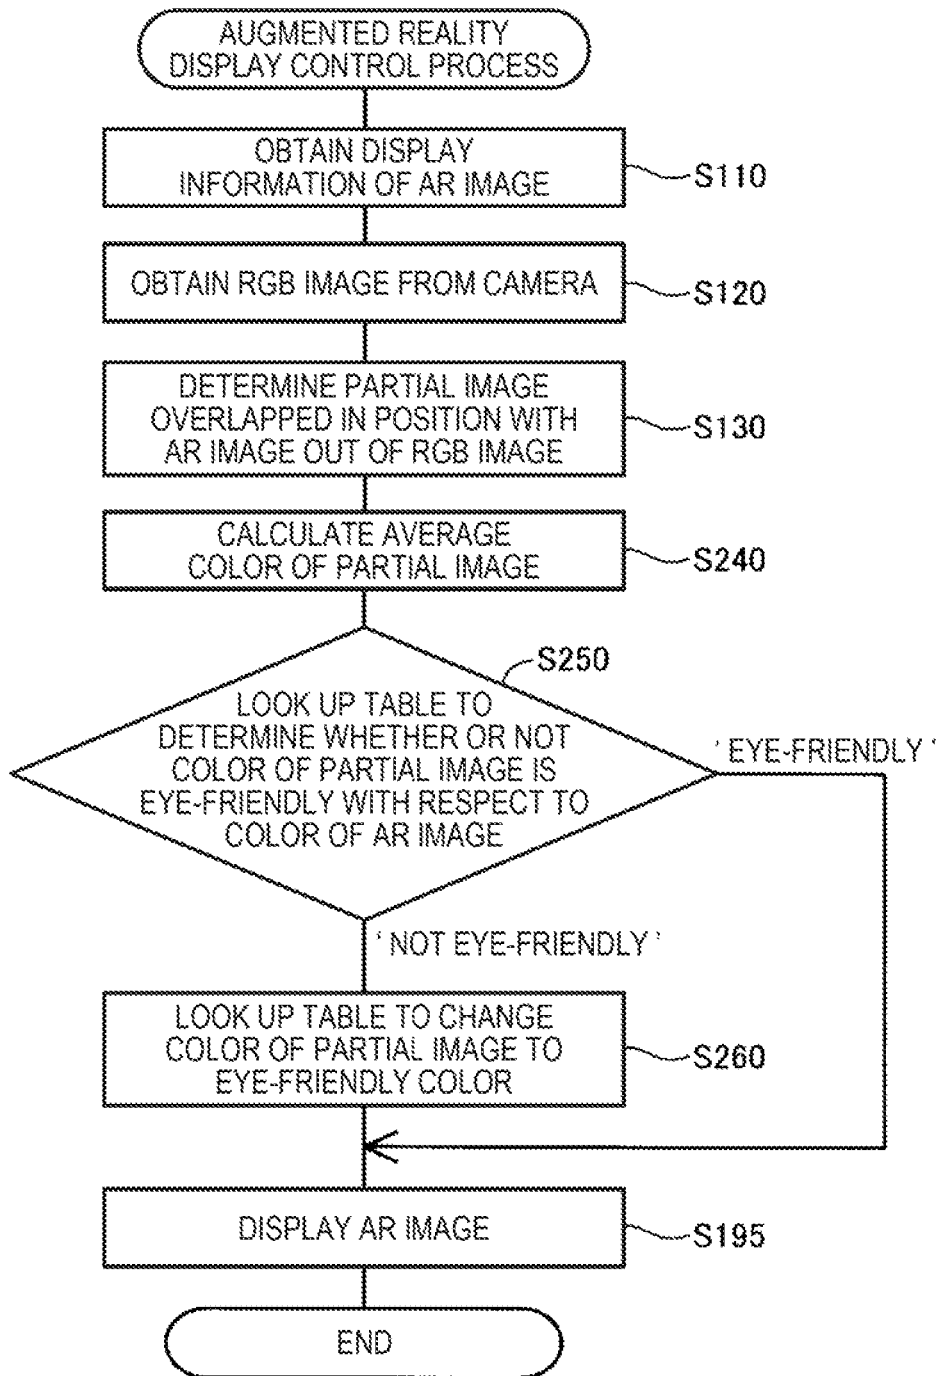 AUGMENTED REALITY
DISPLAY CONTROL PROCESS
OBTAIN DISPLAY
INFORMATION OF AR IMAGE
S110
OBTAIN RGB IMAGE FROM CAMERA
S120
DETERMINE PARTIAL IMAGE
OVERLAPPED IN POSITION WITH
AR IMAGE OUT OF RGB IMAGE
S130
CALCULATE AVERAGE
COLOR OF PARTIAL IMAGE
S240
S250
LOOK UP TABLE TO
DETERMINE WHETHER OR NOT
COLOR OF PARTIAL IMAGE IS
EYE-FRIENDLY WITH RESPECT TO
COLOR OF AR IMAGE
' EYE-FRIENDLY '
' NOT EYE-FRIENDLY '
LOOK UP TABLE TO CHANGE
COLOR OF PARTIAL IMAGE TO
EYE-FRIENDLY COLOR
S260
DISPLAY AR IMAGE
S195
END